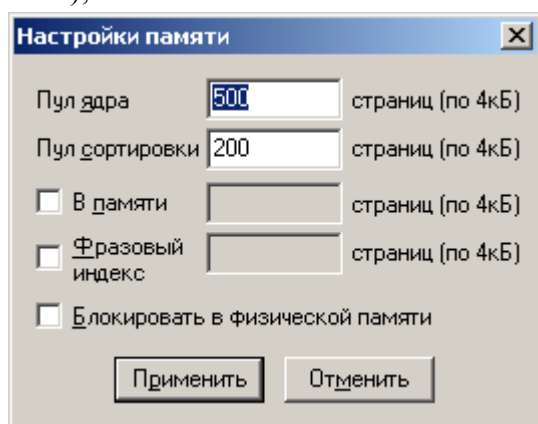 Настройки памяти
Пул ядра 500 страниц (по 4кБ)
Пул сортировки 200 страниц (по 4кБ)
В памяти страниц (по 4кБ)
Фразовый индекс страниц (по 4кБ)
Блокировать в физической памяти
Применить Отменить